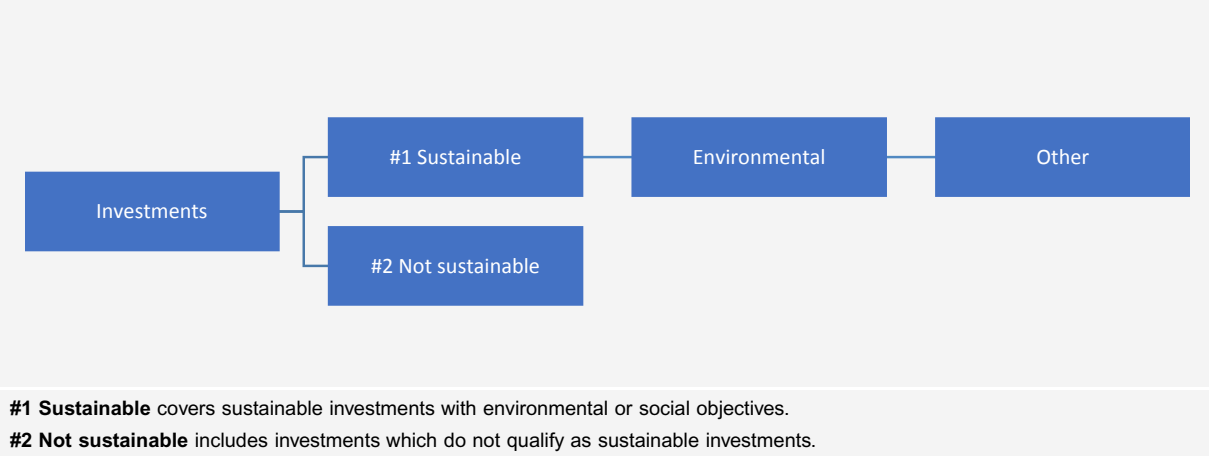 #1 Sustainable
Environmental
Other
Investments
#2 Not sustainable
#1 Sustainable covers sustainable investments with environmental or social objectives.
#2 Not sustainable includes investments which do not qualify as sustainable investments.